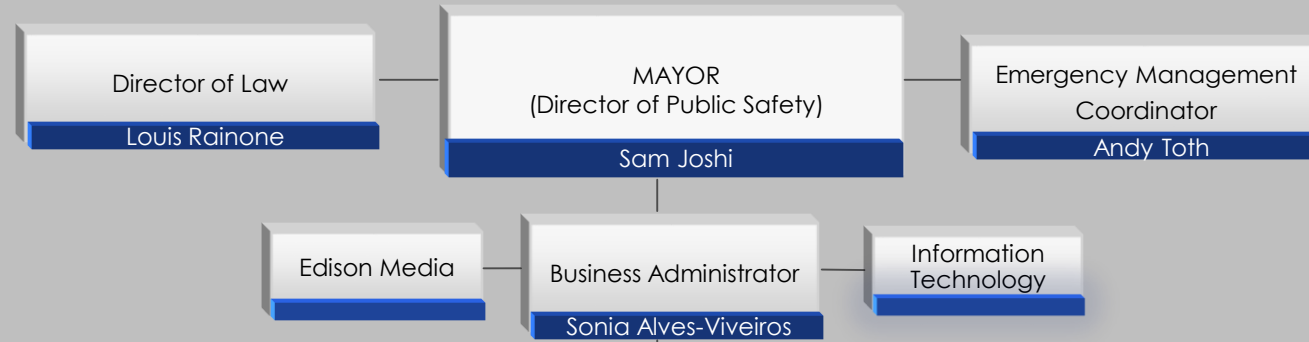 Director of Law
Louis Rainone
MAYOR
(Director of Public Safety)
Sam Joshi
Emergency Management
Coordinator
Andy Toth
Edison Media
Business Administrator
Sonia Alves-Viveiros
Information
Technology